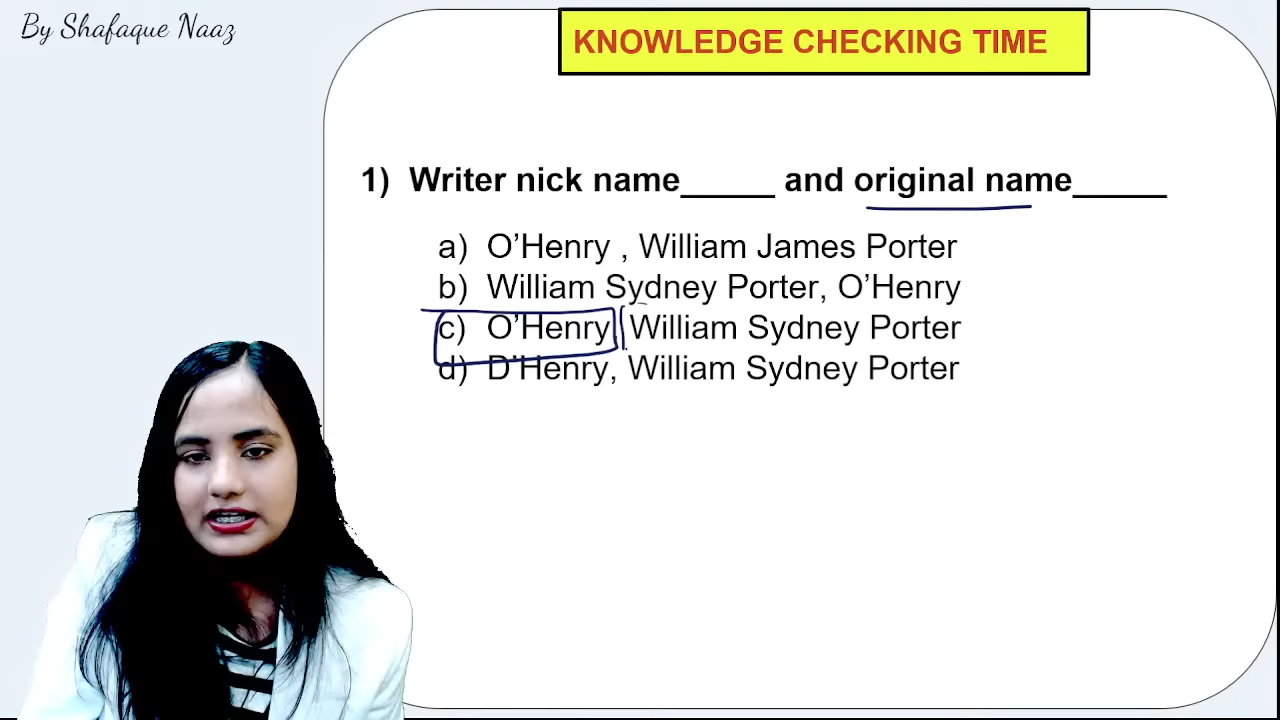 By Shafaque Naaz
KNOWLEDGE CHECKING TIME
1) Writer nick name_____ and original name_____
a) O’Henry , William James Porter
b) William Sydney Porter, O’Henry
c) O’Henry, William Sydney Porter
d) D’Henry, William Sydney Porter